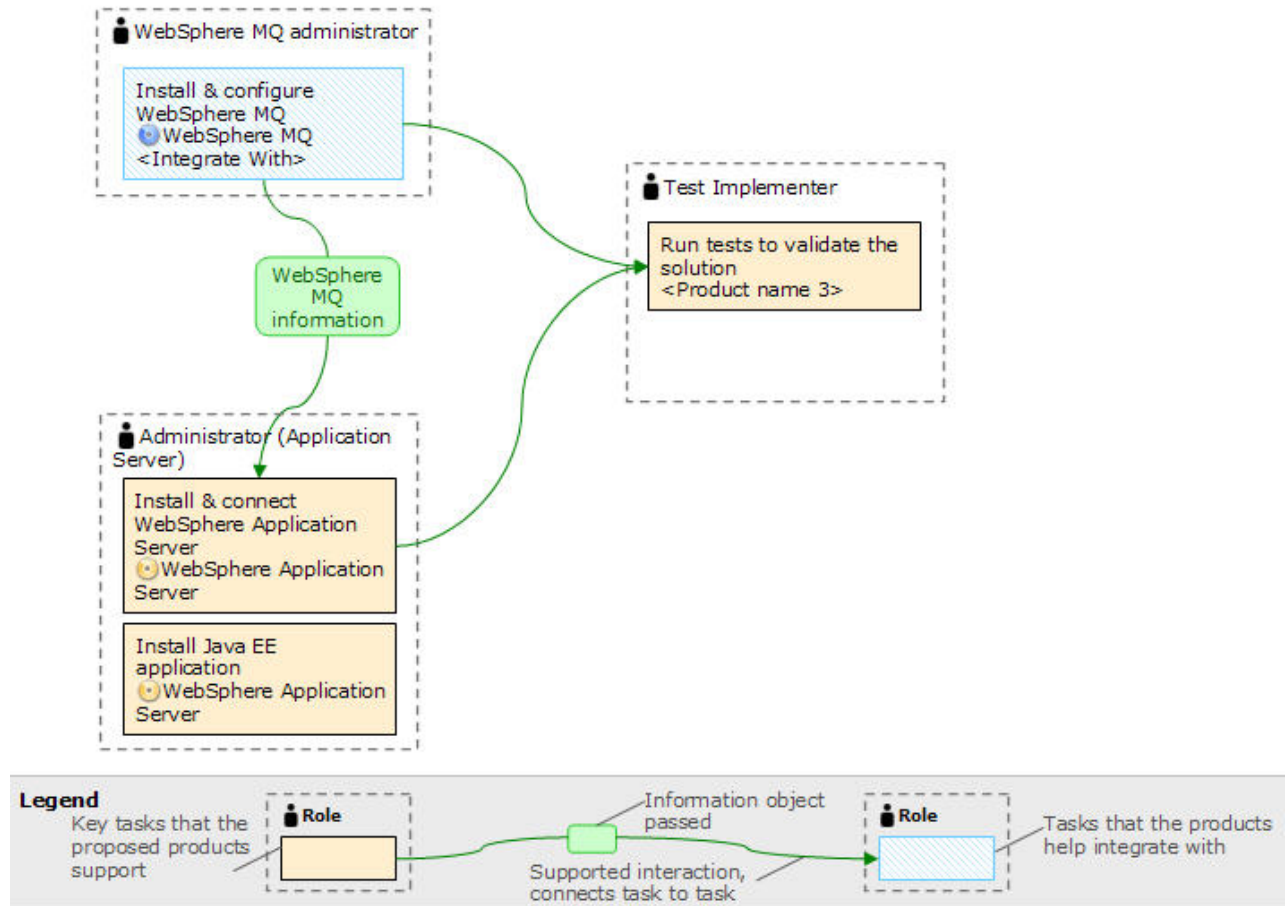 WebSphere MQ administrator
Install & configure
WebSphere MQ
WebSphere MQ
<Integrate With>
Test Implementer
Run tests to validate the
solution
<Product name 3>
WebSphere
MQ
information
Administrator (Application
Server)
Install & connect
WebSphere Application
Server
WebSphere Application
Server
Install Java EE
application
WebSphere Application
Server
Legend
Key tasks that the
proposed products
support
Role
Information object
passed
Supported interaction,
connects task to task
Role
Tasks that the products
help integrate with